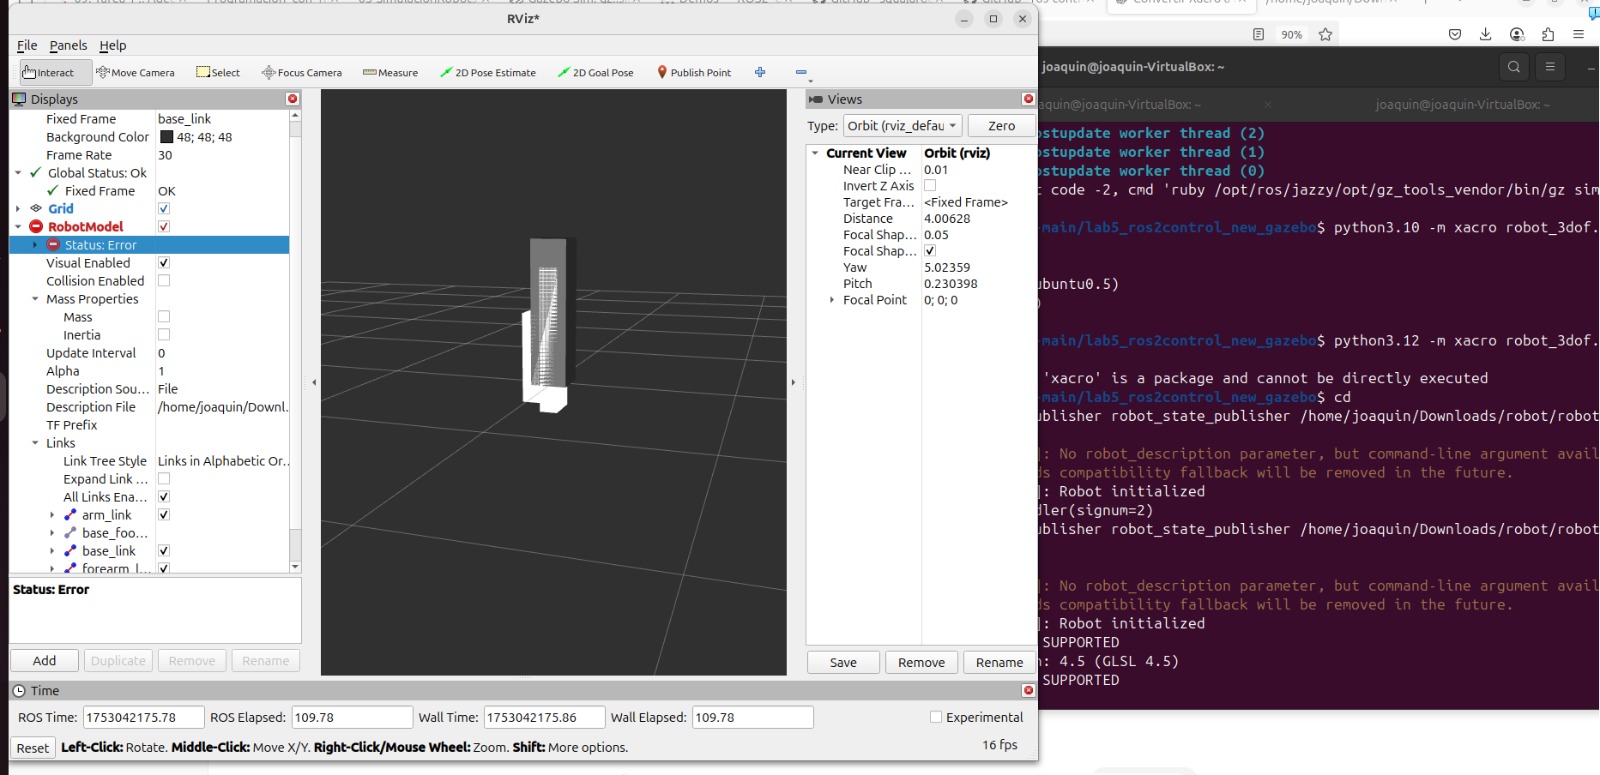 RViz*
File Panels Help
Interact Move Camera Select Focus Camera Measure 2D Pose Estimate 2D Goal Pose Publish Point
Displays
Fixed Frame base_link
Background Color 48; 48; 48
Frame Rate 30
Global Status: Ok
Fixed Frame OK
Grid
RobotModel
Status: Error
Visual Enabled
Collision Enabled
Mass Properties
Mass
Inertia
Update Interval 0
Alpha 1
Description Sou... File
Description File /home/joaquin/Downl...
TF Prefix
Links
Link Tree Style Links in Alphabetic Or...
Expand Link ...
All Links Ena...
arm_link
base_foo...
base_link
forearm_l...
Status: Error
Add Duplicate Remove Rename
Views
Type: Orbit (rviz_defau Zero
Current View Orbit (rviz)
Near Clip ... 0.01
Invert Z Axis
Target Fra... <Fixed Frame>
Distance 4.00628
Focal Shap... 0.05
Focal Shap...
Yaw 5.02359
Pitch 0.230398
Focal Point 0; 0; 0
Save Remove Rename
Time
ROS Time: 1753042175.78 ROS Elapsed: 109.78 Wall Time: 1753042175.86 Wall Elapsed: 109.78 Experimental
Reset Left-Click: Rotate. Middle-Click: Move X/Y. Right-Click/Mouse Wheel: Zoom. Shift: More options. 16 fps
90%
joaquin@joaquin-VirtualBox: ~
aquin@joaquin-VirtualBox: ~ joaquin@joaquin-VirtualBox: ~
ostupdate worker thread (2)
ostupdate worker thread (1)
ostupdate worker thread (0)
t code -2, cmd 'ruby /opt/ros/jazzy/opt/gz_tools_vendor/bin/gz sim
-main/lab5_ros2control_new_gazebo$ python3.10 -m xacro robot_3dof.
ubuntu0.5)
)
-main/lab5_ros2control_new_gazebo$ python3.12 -m xacro robot_3dof.
'xacro' is a package and cannot be directly executed
-main/lab5_ros2control_new_gazebo$ cd
ublisher robot_state_publisher /home/joaquin/Downloads/robot/robot
]: No robot_description parameter, but command-line argument avail
ds compatibility fallback will be removed in the future.
]: Robot initialized
dler(signum=2)
ublisher robot_state_publisher /home/joaquin/Downloads/robot/robot
]: No robot_description parameter, but command-line argument avail
ds compatibility fallback will be removed in the future.
]: Robot initialized
SUPPORTED
n: 4.5 (GLSL 4.5)
SUPPORTED